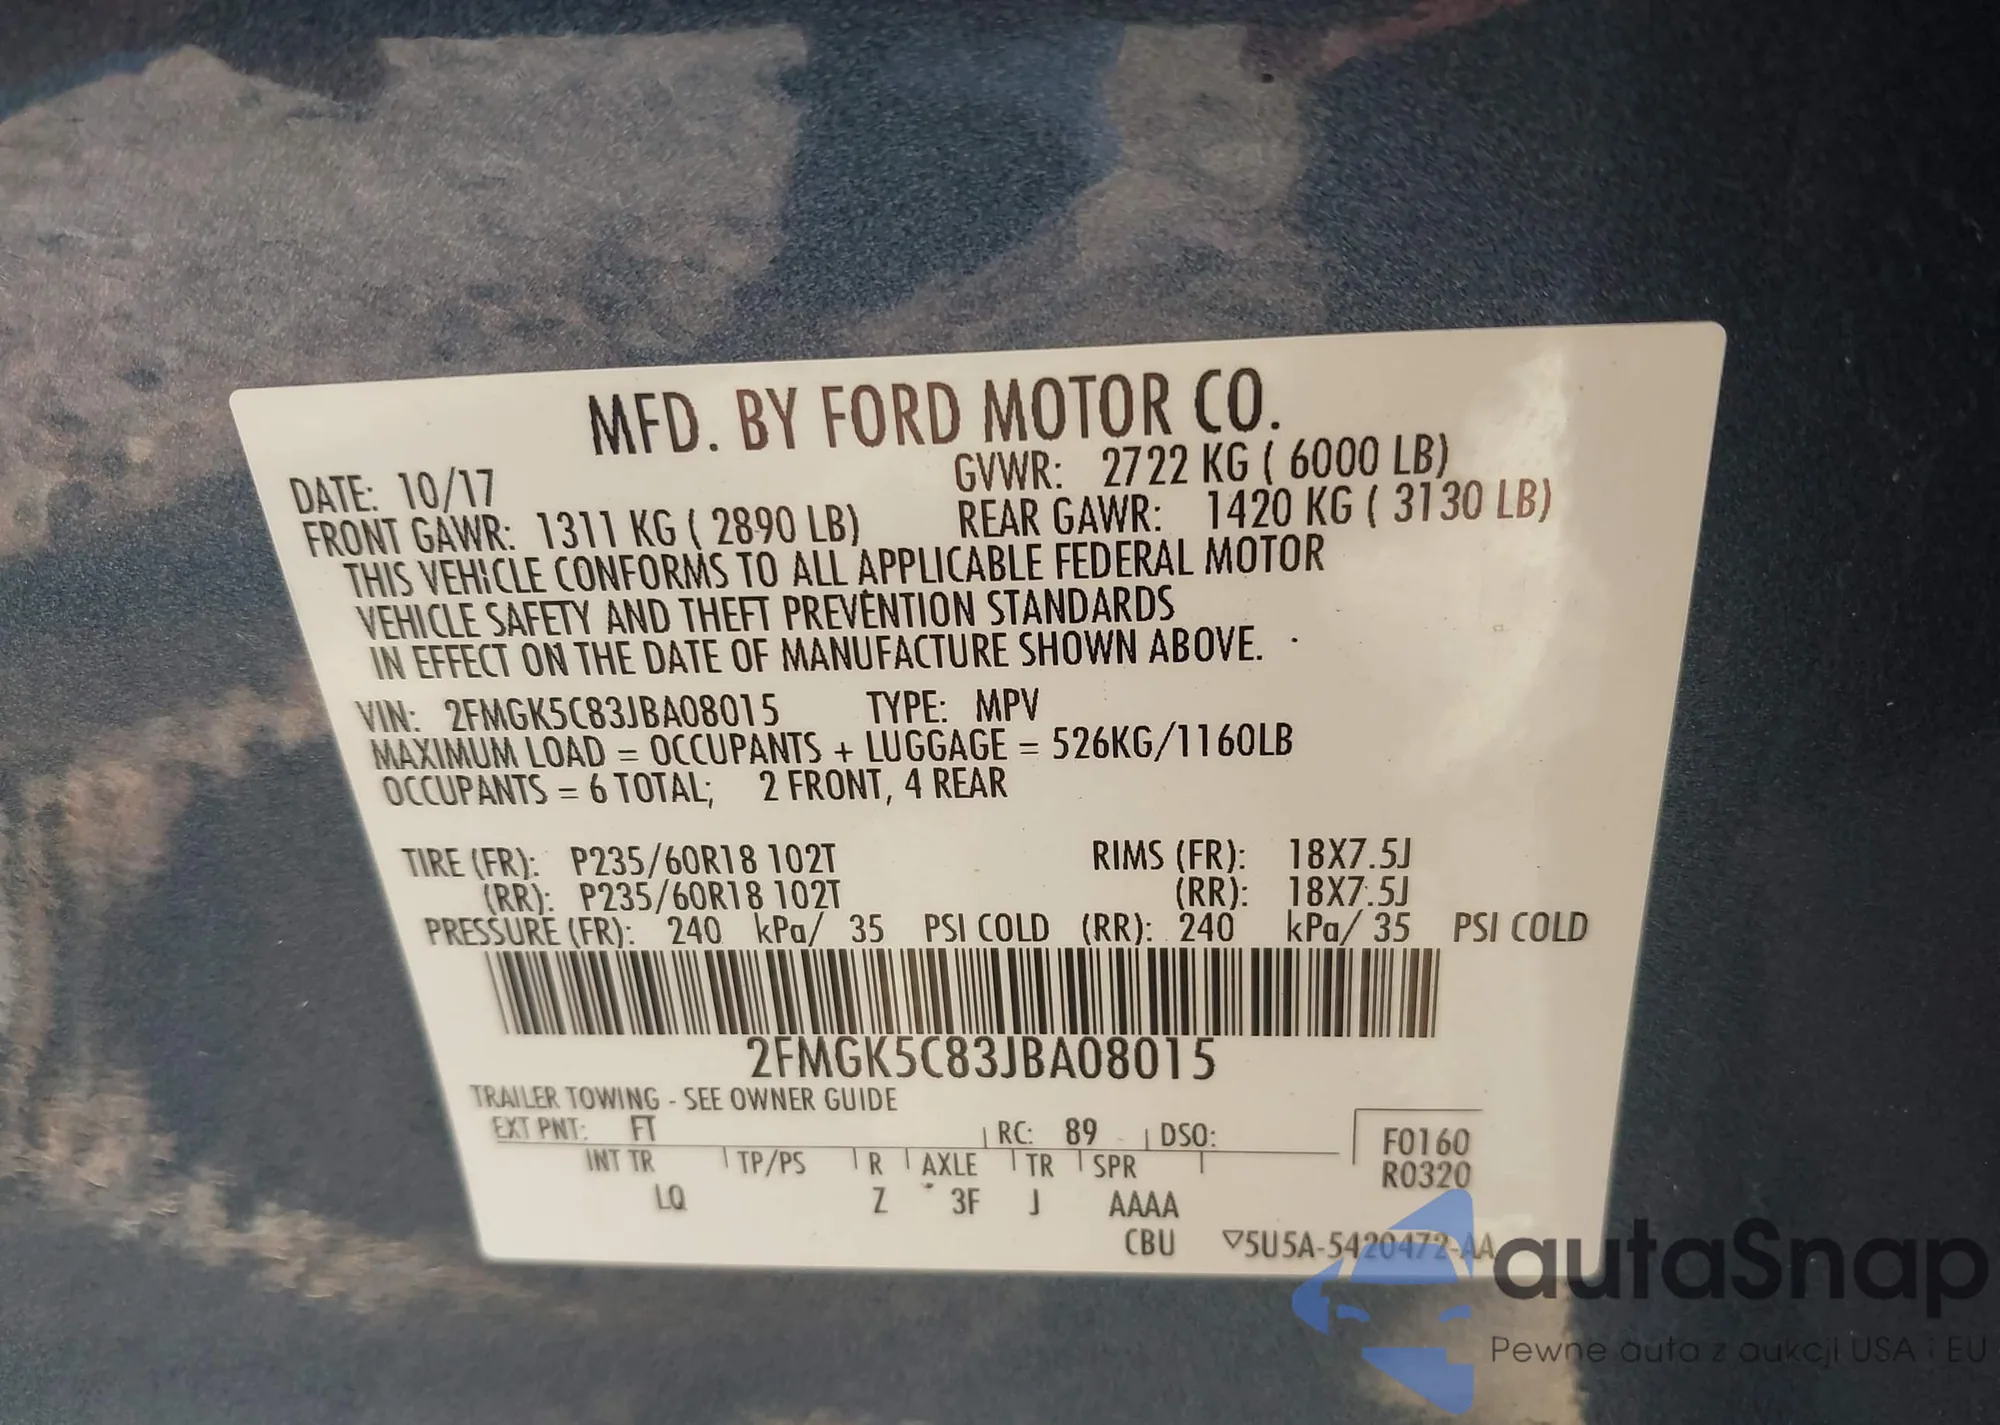 MFD. BY FORD MOTOR CO.
DATE: 10/17 GVWR: 2722 KG ( 6000 LB)
FRONT GAWR: 1311 KG ( 2890 LB) REAR GAWR: 1420 KG ( 3130 LB)
THIS VEHICLE CONFORMS TO ALL APPLICABLE FEDERAL MOTOR
VEHICLE SAFETY AND THEFT PREVENTION STANDARDS
IN EFFECT ON THE DATE OF MANUFACTURE SHOWN ABOVE.
VIN: 2FMGK5C83JBA08015 TYPE: MPV
MAXIMUM LOAD = OCCUPANTS + LUGGAGE = 526KG/1160LB
OCCUPANTS = 6 TOTAL; 2 FRONT, 4 REAR
TIRE (FR): P235/60R18 102T RIMS (FR): 18X7.5J
(RR): P235/60R18 102T (RR): 18X7.5J
PRESSURE (FR): 240 kPa/ 35 PSI COLD (RR): 240 kPa/ 35 PSI COLD
2FMGK5C83JBA08015
TRAILER TOWING - SEE OWNER GUIDE
EXT PNT: FT RC: 89 DSO: F0160
INT TR TP/PS R AXLE TR SPR R0320
LQ Z 3F J AAAA
CBU ▽5U5A-5420472-AA
autaSnap
Pewne auta z aukcji USA i EU